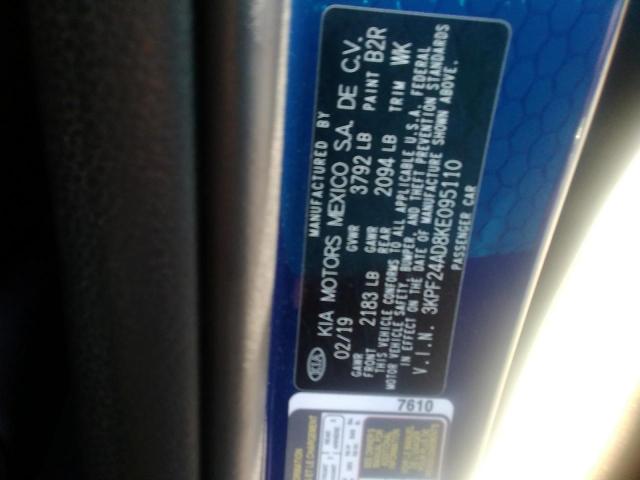 MANUFACTURED BY
KIA KIA MOTORS MEXICO S.A. DE C.V.
02/19 GVWR 3792 LB PAINT B2R
GAWR FRONT 2183 LB GAWR REAR 2094 LB TRIM WK
THIS VEHICLE CONFORMS TO ALL APPLICABLE U.S.A. FEDERAL
MOTOR VEHICLE SAFETY, BUMPER, AND THEFT PREVENTION STANDARDS
IN EFFECT ON THE DATE OF MANUFACTURE SHOWN ABOVE.
V.I.N. 3KPF24AD8KE095110
PASSENGER CAR
7610